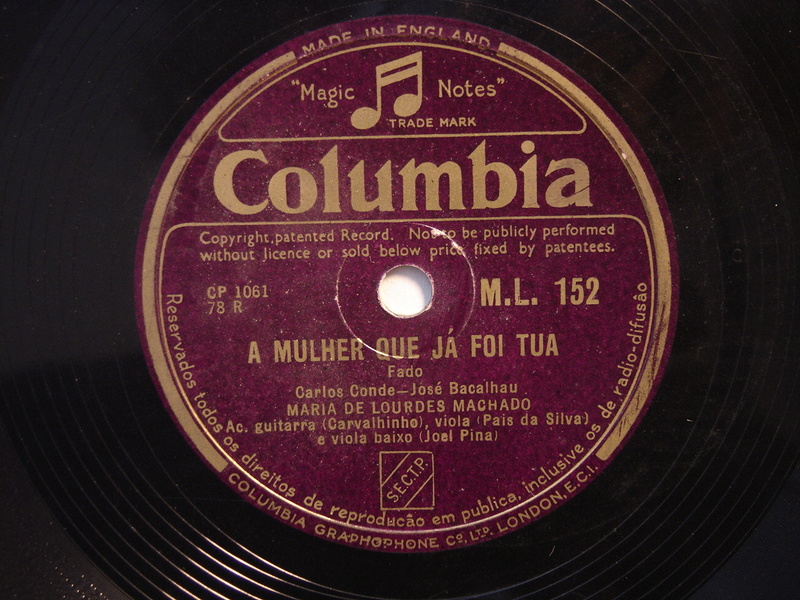 MADE IN ENGLAND
"Magic Notes"
TRADE MARK
Columbia
Copyright, patented Record. Not to be publicly performed
without licence or sold below price fixed by patentees.
CP 1061
78 R
M.L. 152
A MULHER QUE JÁ FOI TUA
Fado
Carlos Conde—José Bacalhau
MARIA DE LOURDES MACHADO
Ac. guitarra (Carvalhinho), viola (Pais da Silva)
e viola baixo (Joel Pina)
S.E.C.T.P.
Reservados todos os direitos de reprodução em publica, inclusive os de radio-difusão
COLUMBIA GRAPHOPHONE Co, LTD. LONDON, E.C.1.